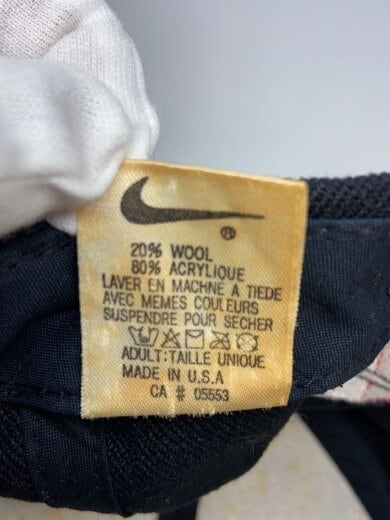 ®
20% WOOL
80% ACRYLIQUE
LAVER EN MACHNE A TIEDE
AVEC MEMES COULEURS
SUSPENDRE POUR SECHER
ADULT:TAILLE UNIQUE
MADE IN U.S.A
CA # 05553